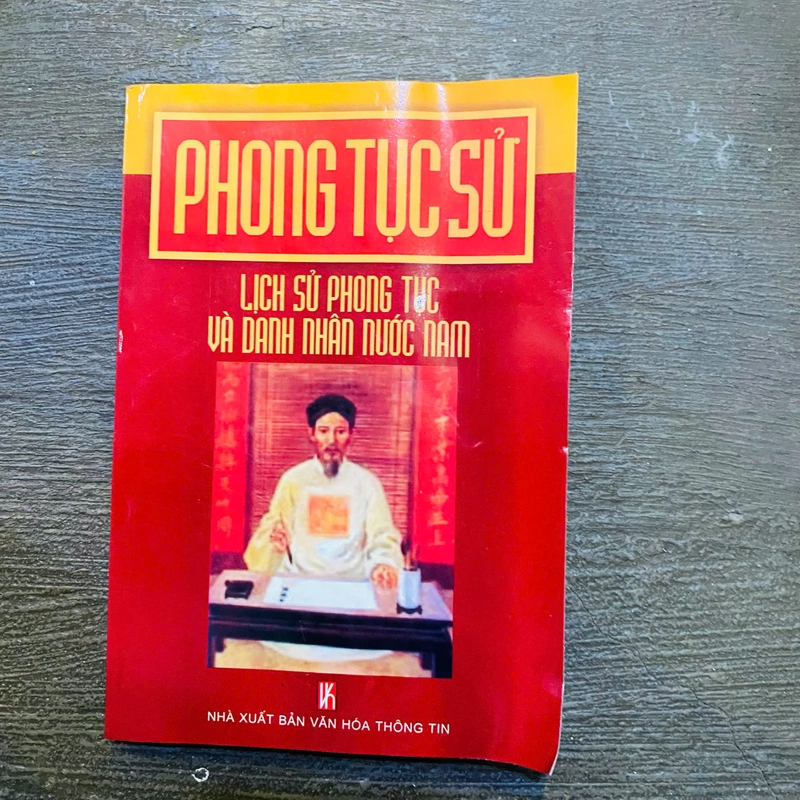 PHONG TỤC SỬ
LỊCH SỬ PHONG TỤC
VÀ DANH NHÂN NƯỚC NAM
NHÀ XUẤT BẢN VĂN HÓA THÔNG TIN